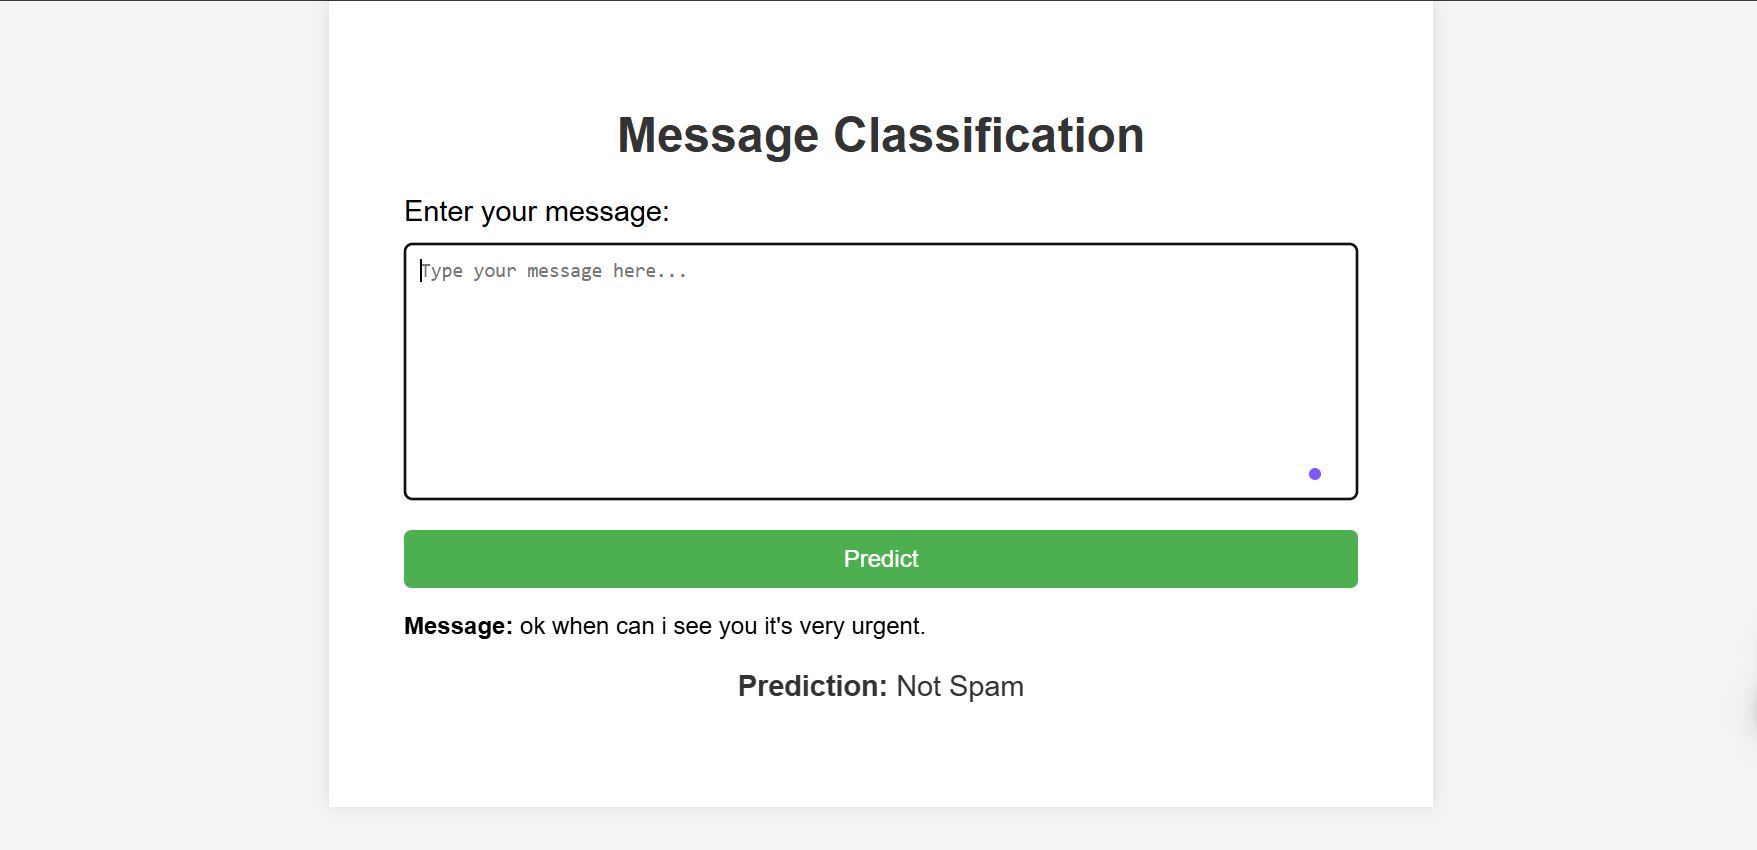 Message Classification
Enter your message:
Type your message here...
Predict
Message: ok when can i see you it's very urgent.
Prediction: Not Spam